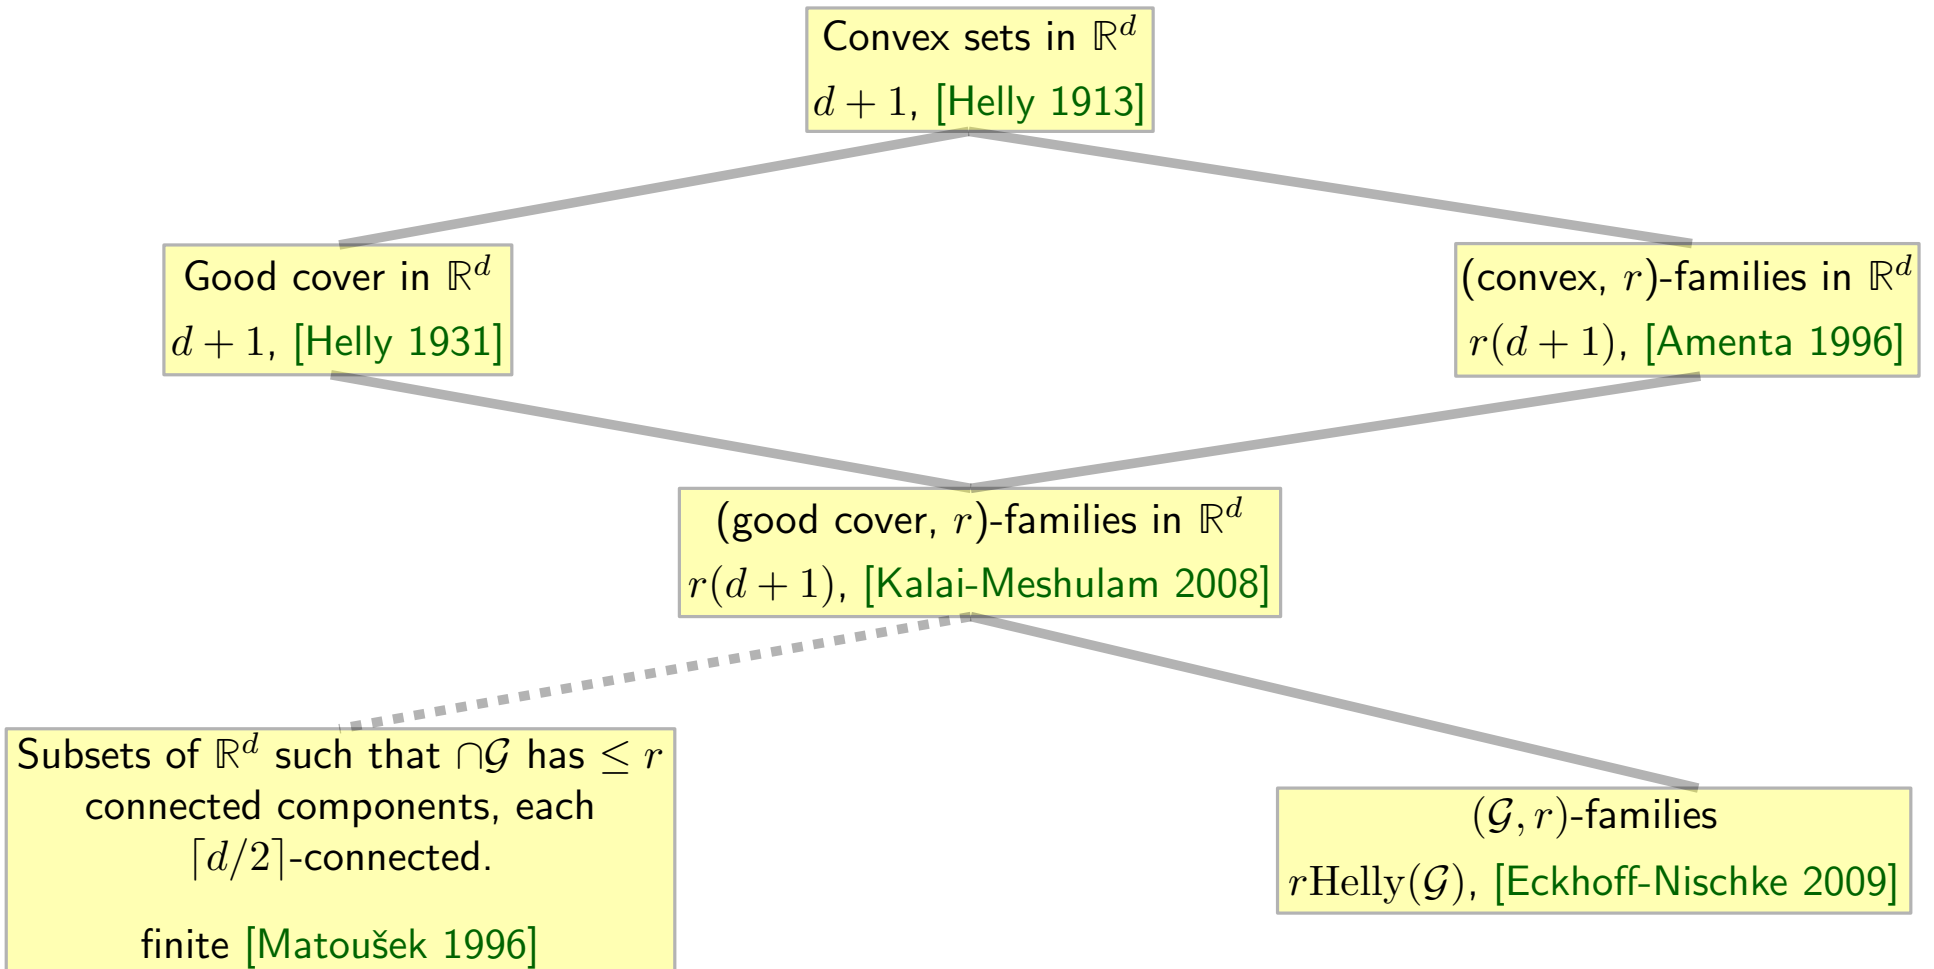 Convex sets in ℝ^d
d + 1, [Helly 1913]
Good cover in ℝ^d
d + 1, [Helly 1931]
(convex, r)-families in ℝ^d
r(d + 1), [Amenta 1996]
(good cover, r)-families in ℝ^d
r(d + 1), [Kalai-Meshulam 2008]
Subsets of ℝ^d such that ∩𝒢 has ≤ r
connected components, each
⌈d/2⌉-connected.
finite [Matoušek 1996]
(𝒢, r)-families
rHelly(𝒢), [Eckhoff-Nischke 2009]